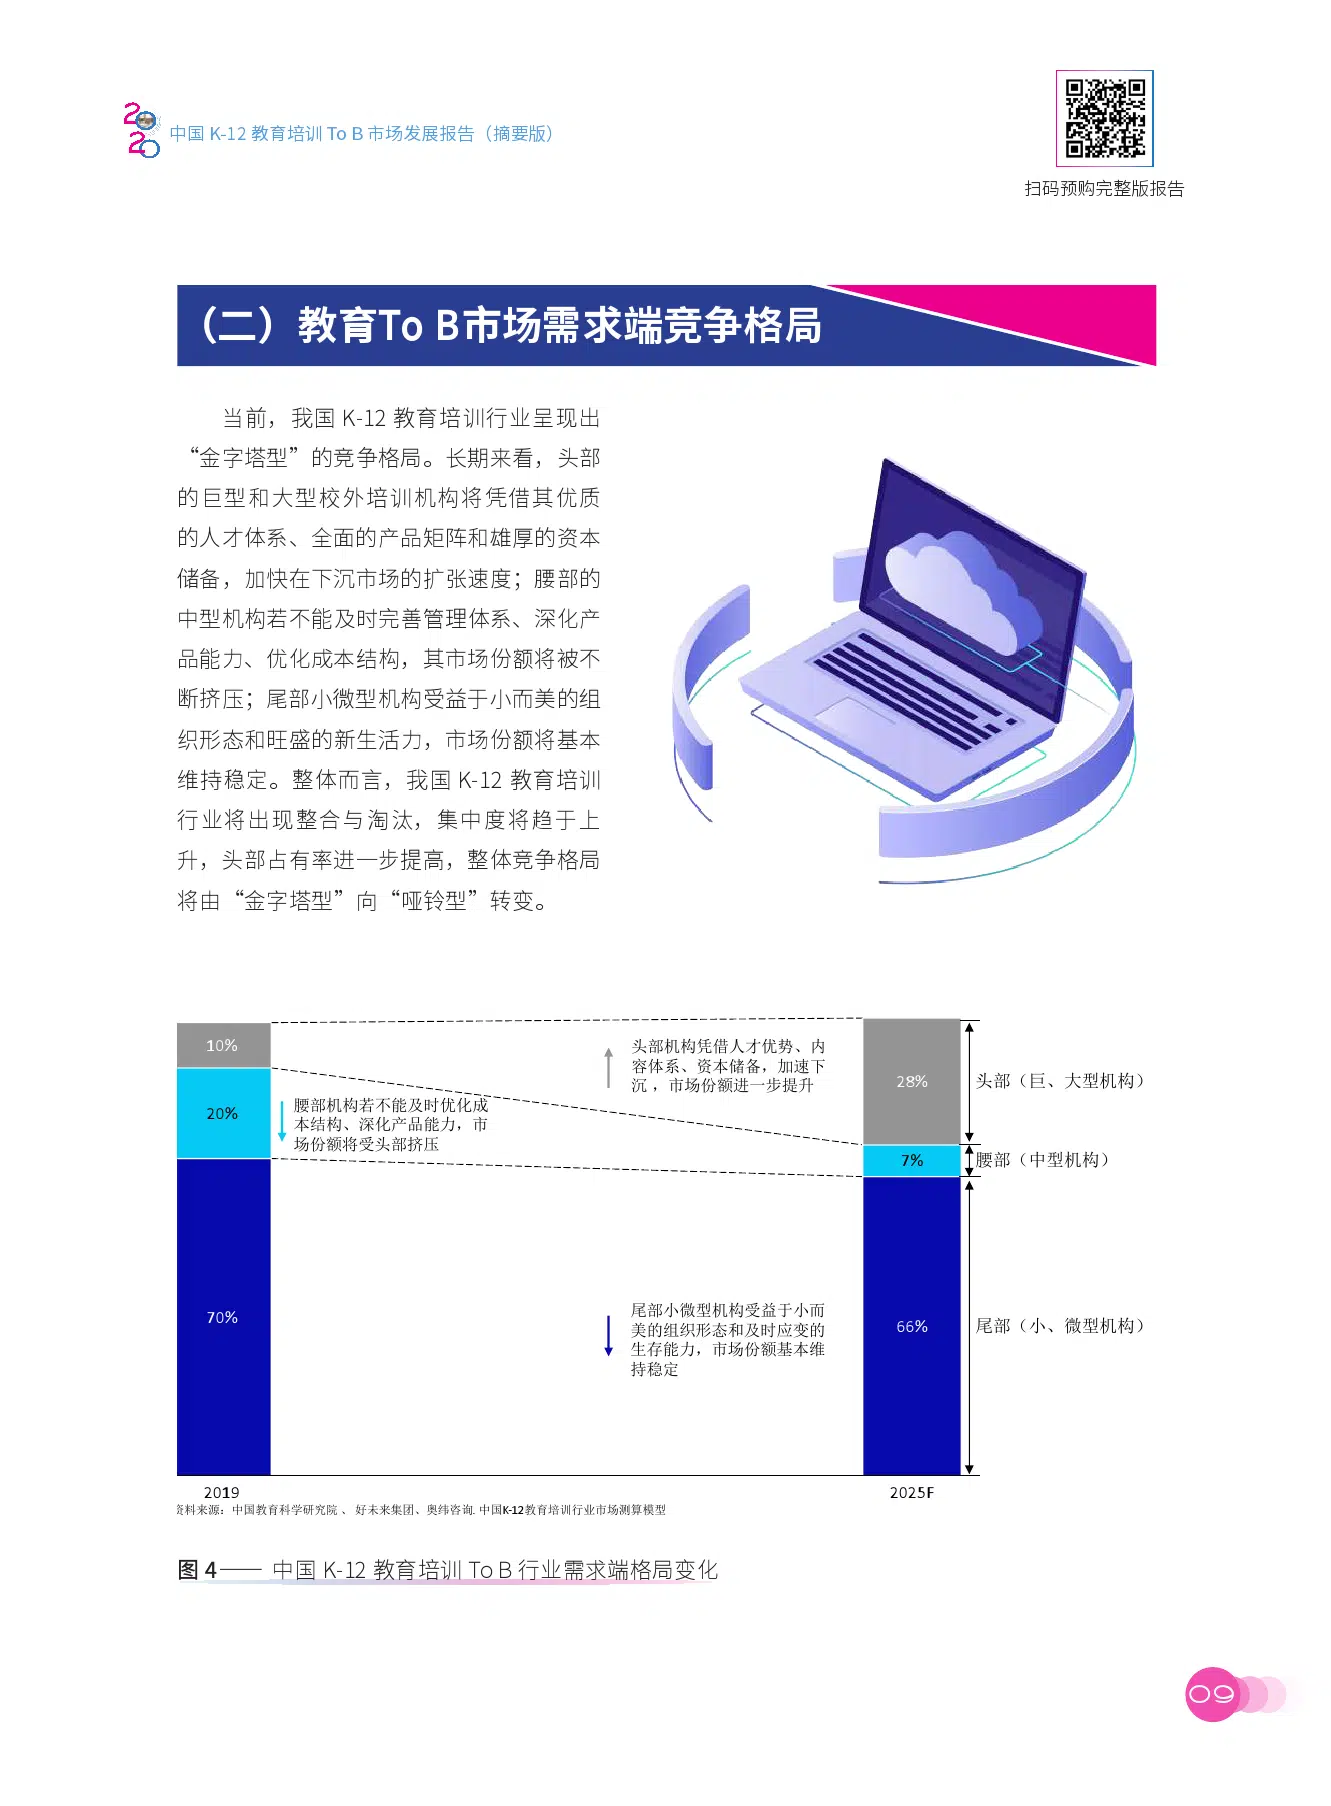 2020
中国 K-12 教育培训 To B 市场发展报告（摘要版）
扫码预购完整版报告
（二）教育To B市场需求端竞争格局
当前，我国 K-12 教育培训行业呈现出
“金字塔型”的竞争格局。长期来看，头部
的巨型和大型校外培训机构将凭借其优质
的人才体系、全面的产品矩阵和雄厚的资本
储备，加快在下沉市场的扩张速度；腰部的
中型机构若不能及时完善管理体系、深化产
品能力、优化成本结构，其市场份额将被不
断挤压；尾部小微型机构受益于小而美的组
织形态和旺盛的新生活力，市场份额将基本
维持稳定。整体而言，我国 K-12 教育培训
行业将出现整合与淘汰，集中度将趋于上
升，头部占有率进一步提高，整体竞争格局
将由“金字塔型”向“哑铃型”转变。
10%
20%
70%
腰部机构若不能及时优化成
本结构、深化产品能力，市
场份额将受头部挤压
头部机构凭借人才优势、内
容体系、资本储备，加速下
沉 ，市场份额进一步提升
尾部小微型机构受益于小而
美的组织形态和及时应变的
生存能力，市场份额基本维
持稳定
28%
7%
66%
头部（巨、大型机构）
腰部（中型机构）
尾部（小、微型机构）
2019
2025F
资料来源：中国教育科学研究院 、 好未来集团、奥纬咨询. 中国K-12教育培训行业市场测算模型
图 4—— 中国 K-12 教育培训 To B 行业需求端格局变化
09